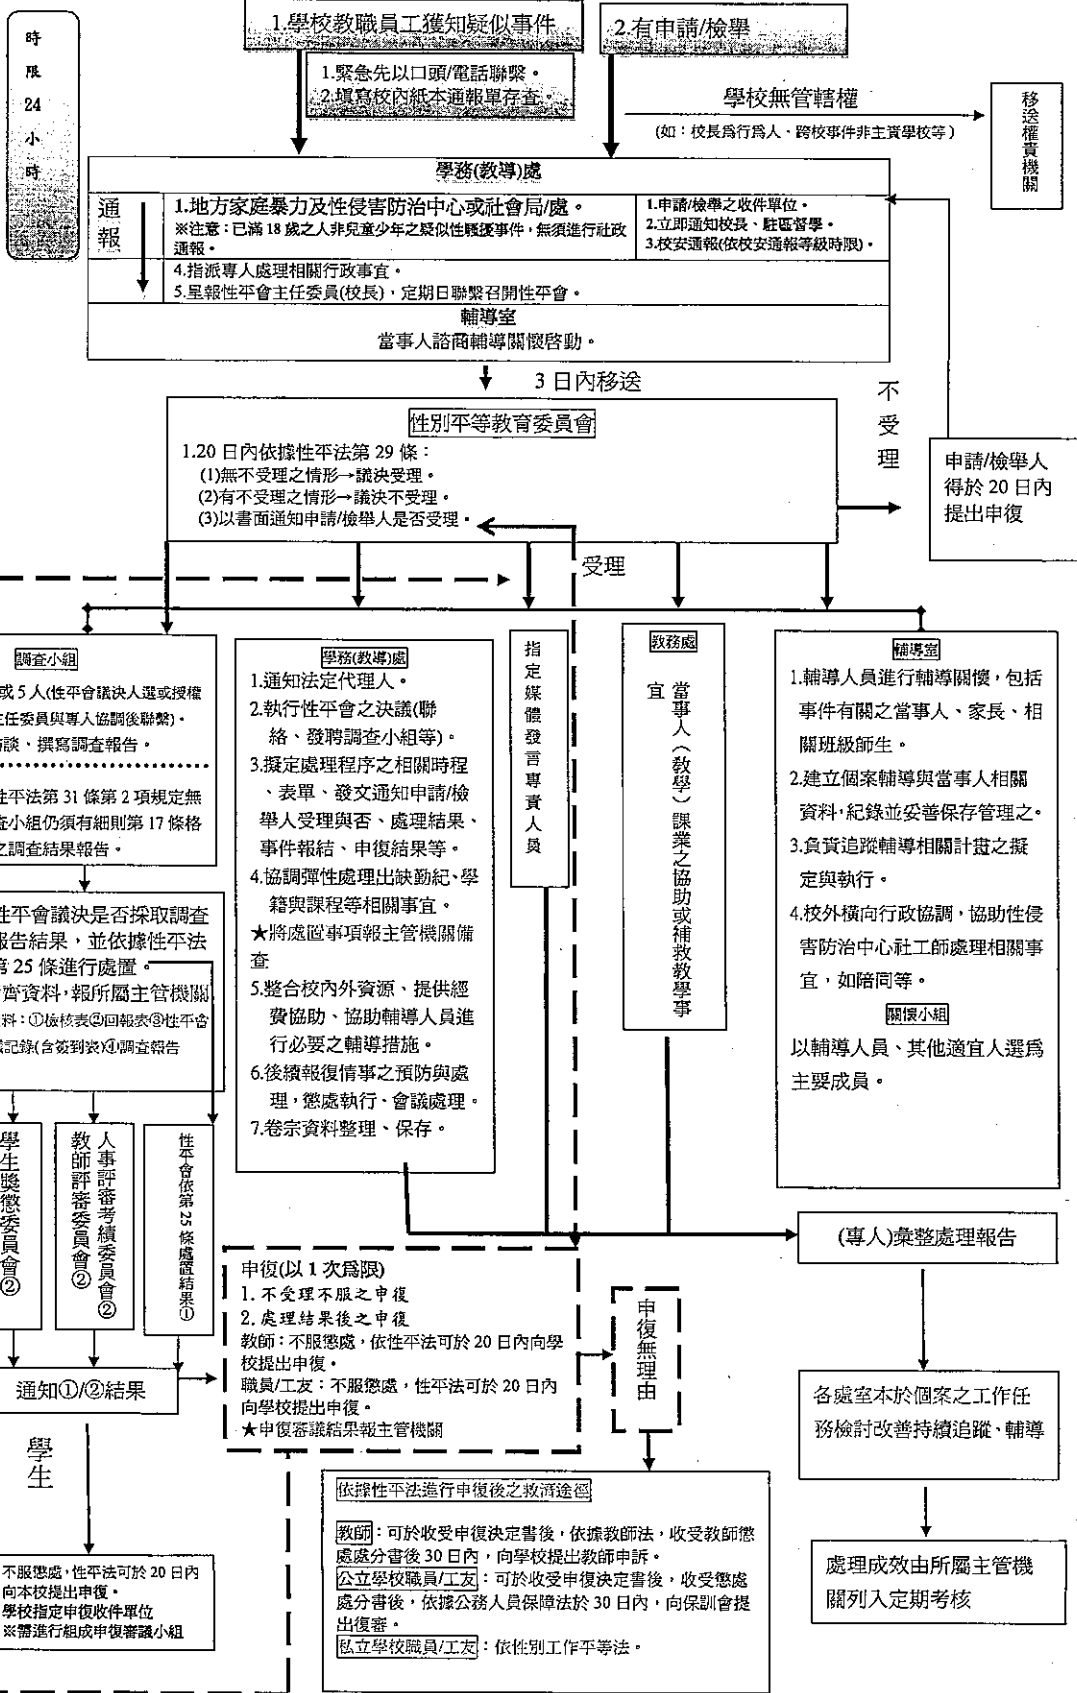 時
限
24
小
時
1.學校教職員工獲知疑似事件
2.有申請/檢舉
1.緊急先以口頭/電話聯繫。
2.填寫校內紙本通報單存查。
學校無管轄權
(如：校長為行為人、跨校事件非主責學校等)
移送權責機關
學務(教導)處
通報
1.地方家庭暴力及性侵害防治中心或社會局/處。
※注意：已滿 18 歲之人非兒童少年之疑似性騷擾事件，無須進行社政
通報。
1.申請/檢舉之收件單位。
2.立即通知校長、駐區督學。
3.校安通報(依校安通報等級時限)。
4.指派專人處理相關行政事宜。
5.呈報性平會主任委員(校長)，定期日聯繫召開性平會。
輔導室
當事人諮商輔導關懷啓動。
3 日內移送
性別平等教育委員會
1.20 日內依據性平法第 29 條：
(1)無不受理之情形→議決受理。
(2)有不受理之情形→議決不受理。
(3)以書面通知申請/檢舉人是否受理。
不受理
申請/檢舉人
得於 20 日內
提出申復
受理
調查小組
或 5 人(性平會議決人選或授權
主任委員與專人協調後聯繫)。
訪談、撰寫調查報告。
性平法第 31 條第 2 項規定無
查小組仍須有細則第 17 條格
之調查結果報告。
性平會議決是否採取調查
報告結果，並依據性平法
第 25 條進行處置。
齊資料，報所屬主管機關
料：①檢核表②回報表③性平會
議記錄(含簽到表)④調查報告
學務(教導)處
1.通知法定代理人。
2.執行性平會之決議(聯
絡、發聘調查小組等)。
3.擬定處理程序之相關時程
、表單、發文通知申請/檢
舉人受理與否、處理結果、
事件報結、申復結果等。
4.協調彈性處理出缺勤紀、學
籍與課程等相關事宜。
★將處置事項報主管機關備
查
5.整合校內外資源、提供經
費協助、協助輔導人員進
行必要之輔導措施。
6.後續報復情事之預防與處
理，懲處執行、會議處理。
7.卷宗資料整理、保存。
指定媒體發言專責人員
教務處
當事人（教學）課業之協助或補救教學事
宜
輔導室
1.輔導人員進行輔導關懷，包括
事件有關之當事人、家長、相
關班級師生。
2.建立個案輔導與當事人相關
資料，紀錄並妥善保存管理之。
3.負責追蹤輔導相關計畫之擬
定與執行。
4.校外橫向行政協調，協助性侵
害防治中心社工師處理相關事
宜，如陪同等。
關懷小組
以輔導人員、其他適宜人選為
主要成員。
學生獎懲委員會②
人事評審考績委員會②
教師評審委員會②
性平會依第 25 條處置結果①
通知①/②結果
學生
不服懲處，性平法可於 20 日內
向本校提出申復。
學校指定申復收件單位
※需進行組成申復審議小組
申復(以 1 次為限)
1. 不受理不服之申復
2. 處理結果後之申復
教師：不服懲處，依性平法可於 20 日內向學
校提出申復。
職員/工友：不服懲處，性平法可於 20 日內
向學校提出申復。
★申復審議結果報主管機關
申復無理由
依據性平法進行申復後之救濟途徑
教師：可於收受申復決定書後，依據教師法，收受教師懲
處處分書後 30 日內，向學校提出教師申訴。
公立學校職員/工友：可於收受申復決定書後，收受懲處
處分書後，依據公務人員保障法於 30 日內，向保訓會提
出復審。
私立學校職員/工友：依性別工作平等法。
(專人)彙整處理報告
各處室本於個案之工作任
務檢討改善持續追蹤、輔導
處理成效由所屬主管機
關列入定期考核